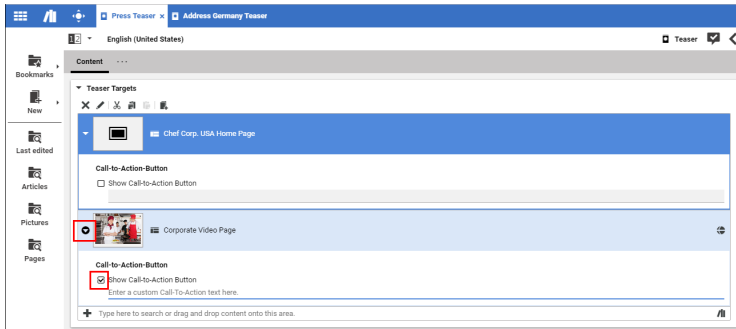 Press Teaser × Address Germany Teaser
1 2 English (United States) Teaser
Bookmarks
New
Last edited
Articles
Pictures
Pages
Content ...
Teaser Targets
Chef Corp. USA Home Page
Call-to-Action-Button
Show Call-to-Action Button
Corporate Video Page
Call-to-Action-Button
Show Call-to-Action Button
Enter a custom Call-To-Action text here.
Type here to search or drag and drop content onto this area.